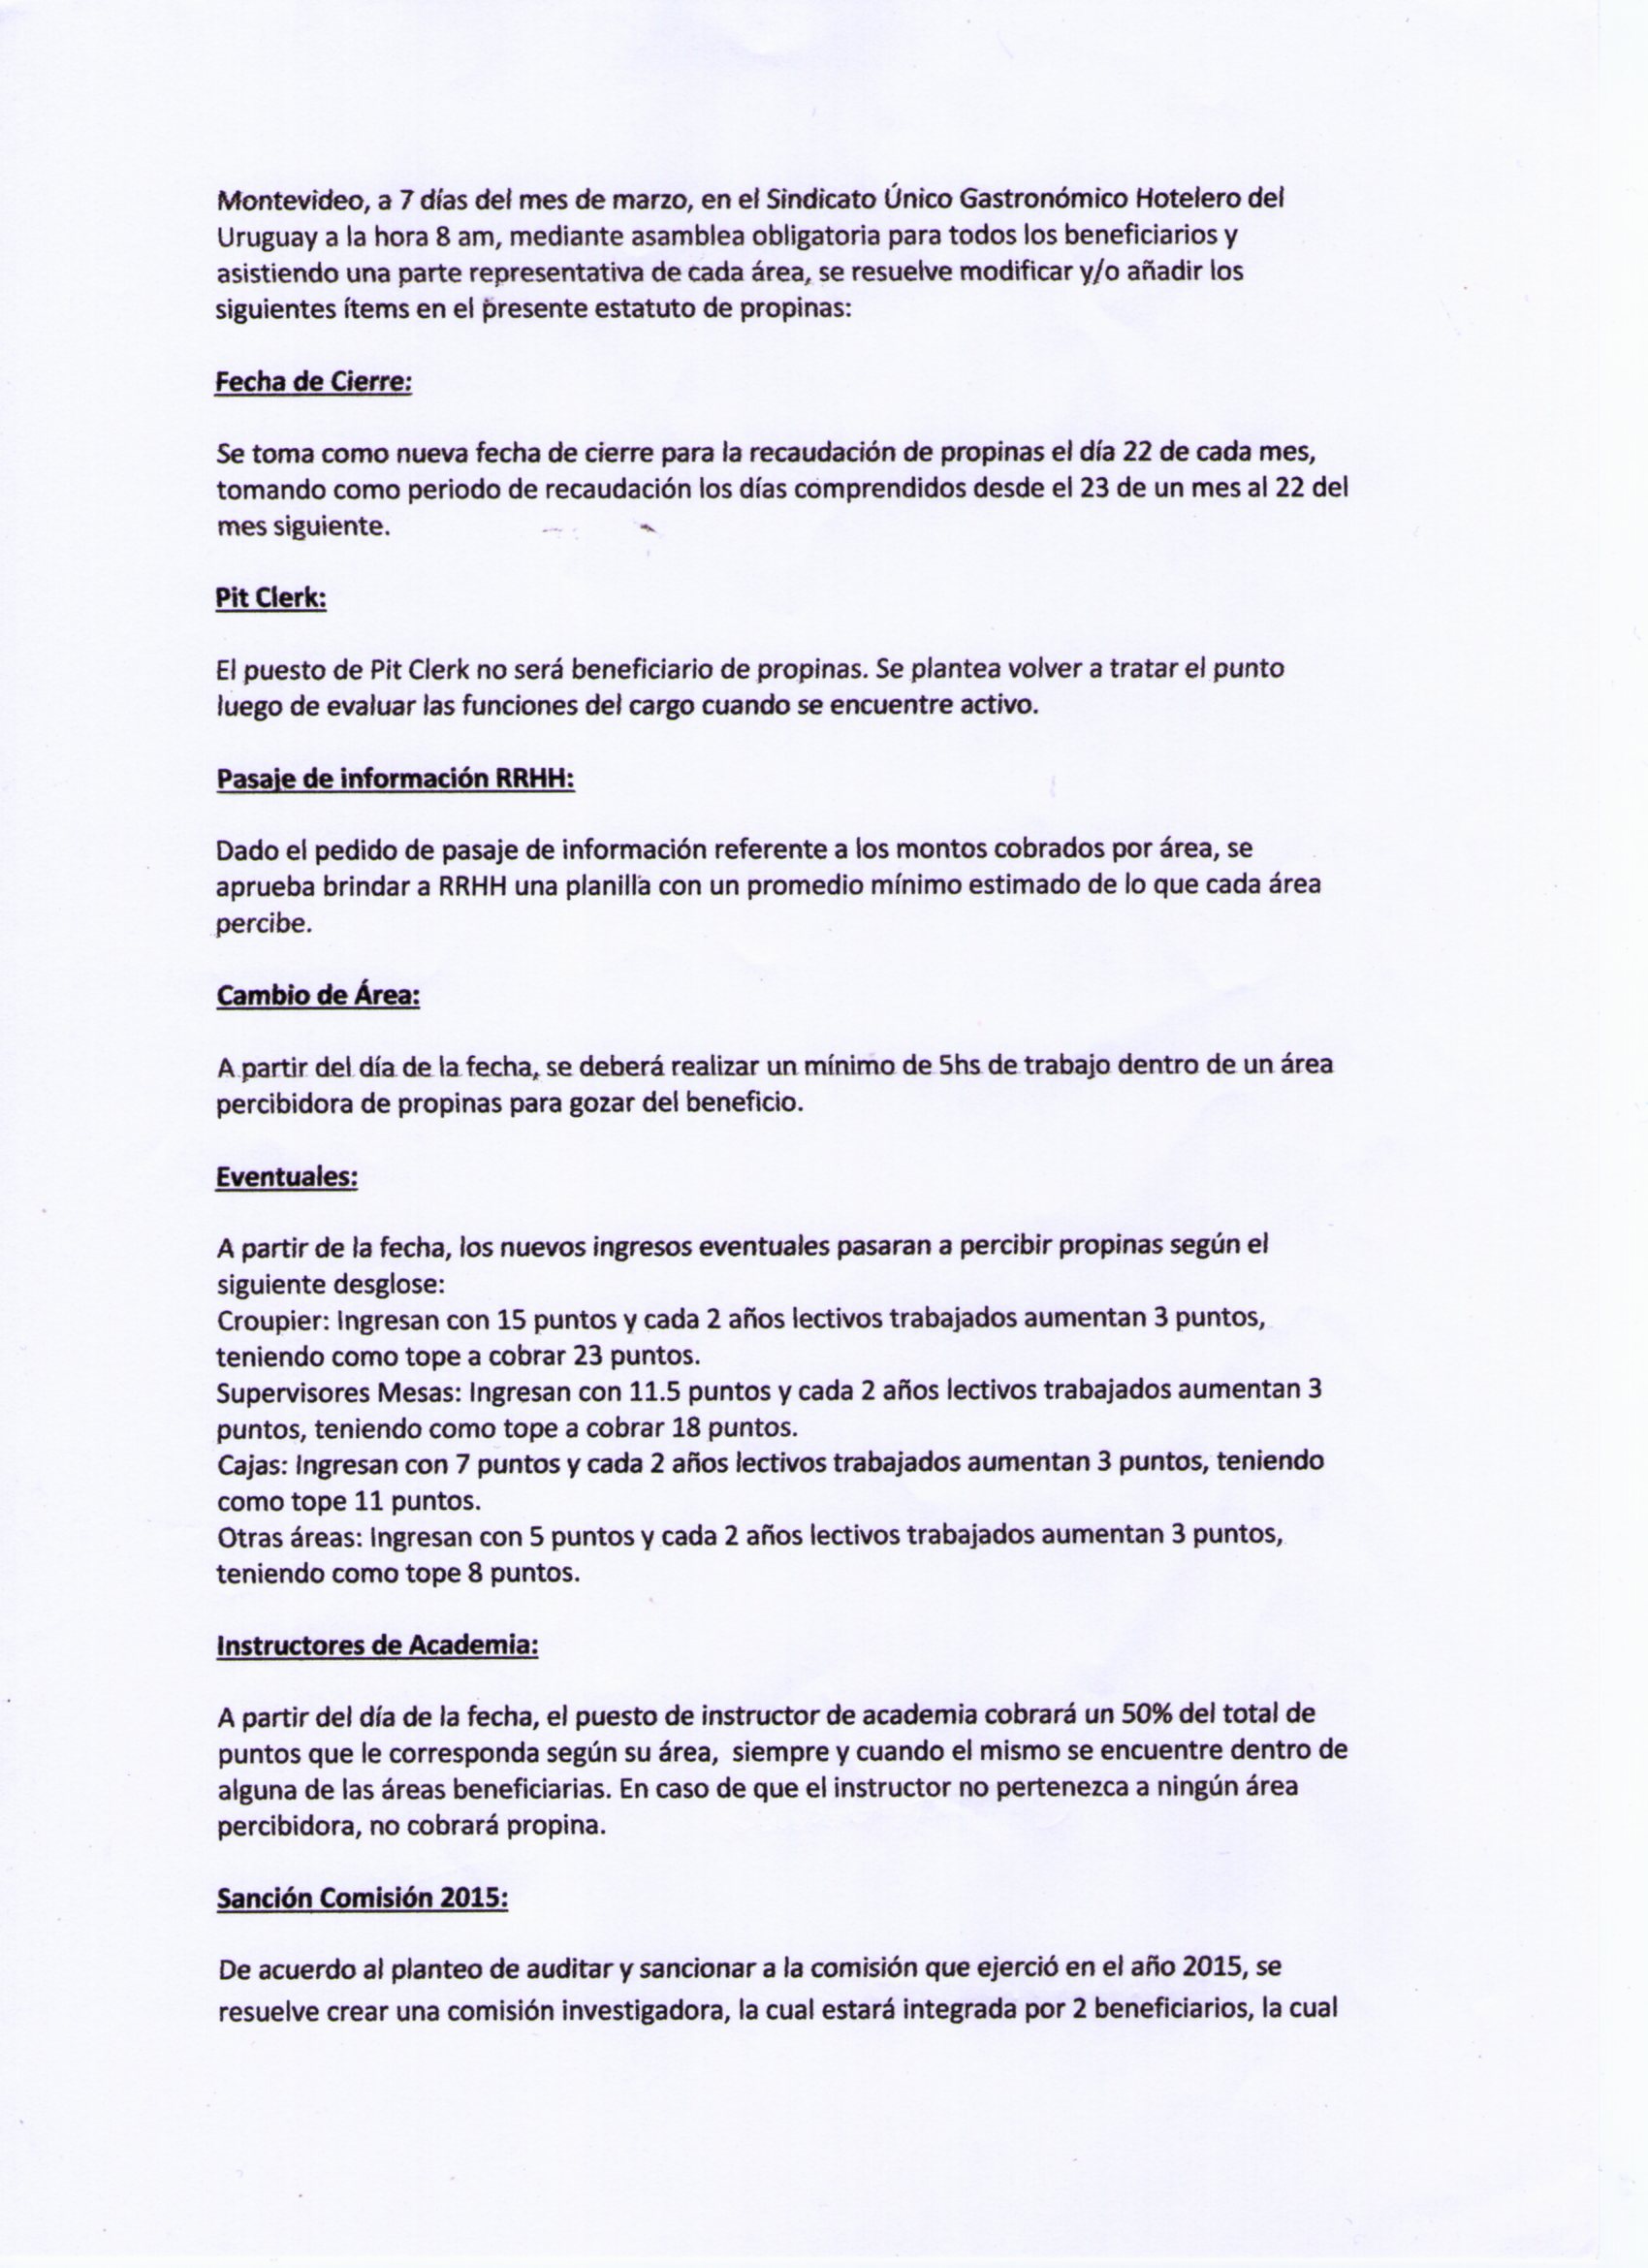 Montevideo, a 7 días del mes de marzo, en el Sindicato Único Gastronómico Hotelero del
Uruguay a la hora 8 am, mediante asamblea obligatoria para todos los beneficiarios y
asistiendo una parte representativa de cada área, se resuelve modificar y/o añadir los
siguientes ítems en el presente estatuto de propinas:
Fecha de Cierre:
Se toma como nueva fecha de cierre para la recaudación de propinas el día 22 de cada mes,
tomando como periodo de recaudación los días comprendidos desde el 23 de un mes al 22 del
mes siguiente.
Pit Clerk:
El puesto de Pit Clerk no será beneficiario de propinas. Se plantea volver a tratar el punto
luego de evaluar las funciones del cargo cuando se encuentre activo.
Pasaje de información RRHH:
Dado el pedido de pasaje de información referente a los montos cobrados por área, se
aprueba brindar a RRHH una planilla con un promedio mínimo estimado de lo que cada área
percibe.
Cambio de Área:
A partir del día de la fecha, se deberá realizar un mínimo de 5hs de trabajo dentro de un área
percibidora de propinas para gozar del beneficio.
Eventuales:
A partir de la fecha, los nuevos ingresos eventuales pasaran a percibir propinas según el
siguiente desglose:
Croupier: Ingresan con 15 puntos y cada 2 años lectivos trabajados aumentan 3 puntos,
teniendo como tope a cobrar 23 puntos.
Supervisores Mesas: Ingresan con 11.5 puntos y cada 2 años lectivos trabajados aumentan 3
puntos, teniendo como tope a cobrar 18 puntos.
Cajas: Ingresan con 7 puntos y cada 2 años lectivos trabajados aumentan 3 puntos, teniendo
como tope 11 puntos.
Otras áreas: Ingresan con 5 puntos y cada 2 años lectivos trabajados aumentan 3 puntos,
teniendo como tope 8 puntos.
Instructores de Academia:
A partir del día de la fecha, el puesto de instructor de academia cobrará un 50% del total de
puntos que le corresponda según su área, siempre y cuando el mismo se encuentre dentro de
alguna de las áreas beneficiarias. En caso de que el instructor no pertenezca a ningún área
percibidora, no cobrará propina.
Sanción Comisión 2015:
De acuerdo al planteo de auditar y sancionar a la comisión que ejerció en el año 2015, se
resuelve crear una comisión investigadora, la cual estará integrada por 2 beneficiarios, la cual